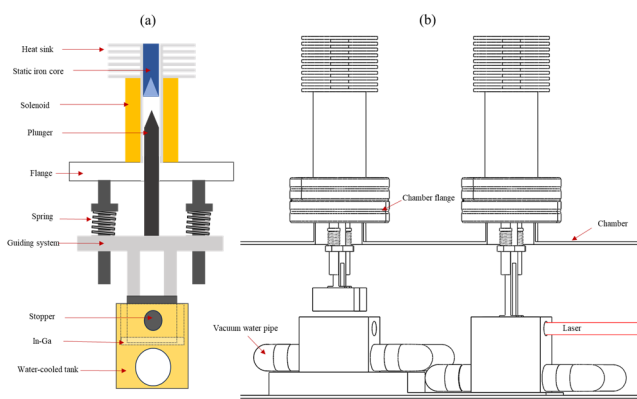 (a)
(b)
Heat sink
Static iron core
Solenoid
Plunger
Flange
Spring
Guiding system
Stopper
In-Ga
Water-cooled tank
Chamber flange
Chamber
Vacuum water pipe
Laser